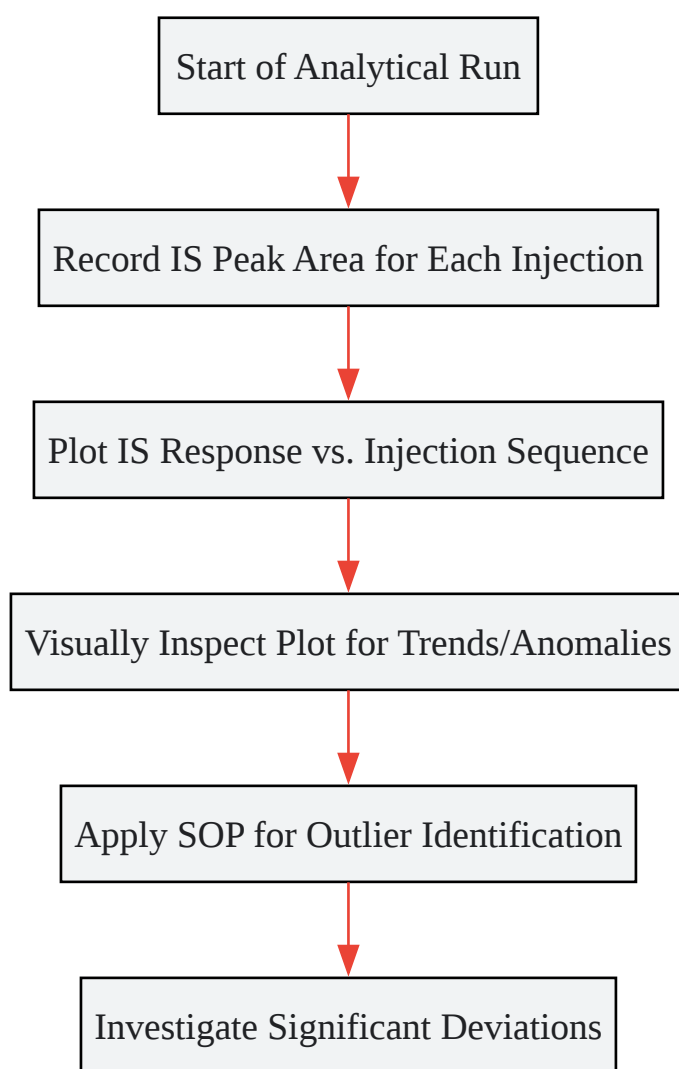 Start of Analytical Run
Record IS Peak Area for Each Injection
Plot IS Response vs. Injection Sequence
Visually Inspect Plot for Trends/Anomalies
Apply SOP for Outlier Identification
Investigate Significant Deviations